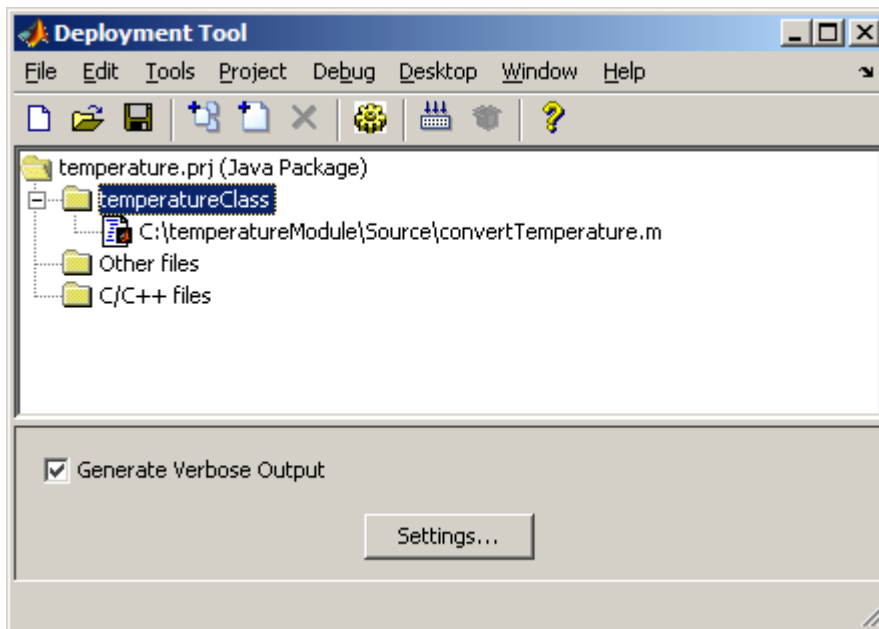 Deployment Tool
File Edit Tools Project Debug Desktop Window Help
temperature.prj (Java Package)
temperatureClass
C:\temperatureModule\Source\convertTemperature.m
Other files
C/C++ files
Generate Verbose Output
Settings...